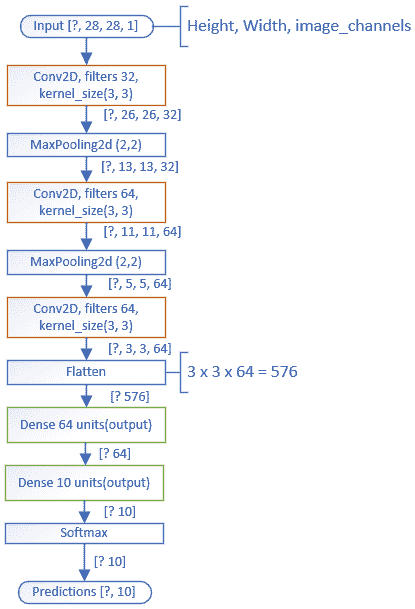 Input [?, 28, 28, 1]
Height, Width, image_channels
Conv2D, filters 32,
kernel_size(3, 3)
[?, 26, 26, 32]
MaxPooling2d (2,2)
[?, 13, 13, 32]
Conv2D, filters 64,
kernel_size(3, 3)
[?, 11, 11, 64]
MaxPooling2d (2,2)
[?, 5, 5, 64]
Conv2D, filters 64,
kernel_size(3, 3)
[?, 3, 3, 64]
Flatten
3 x 3 x 64 = 576
[? 576]
Dense 64 units(output)
[? 64]
Dense 10 units(output)
[? 10]
Softmax
[? 10]
Predictions [?, 10]